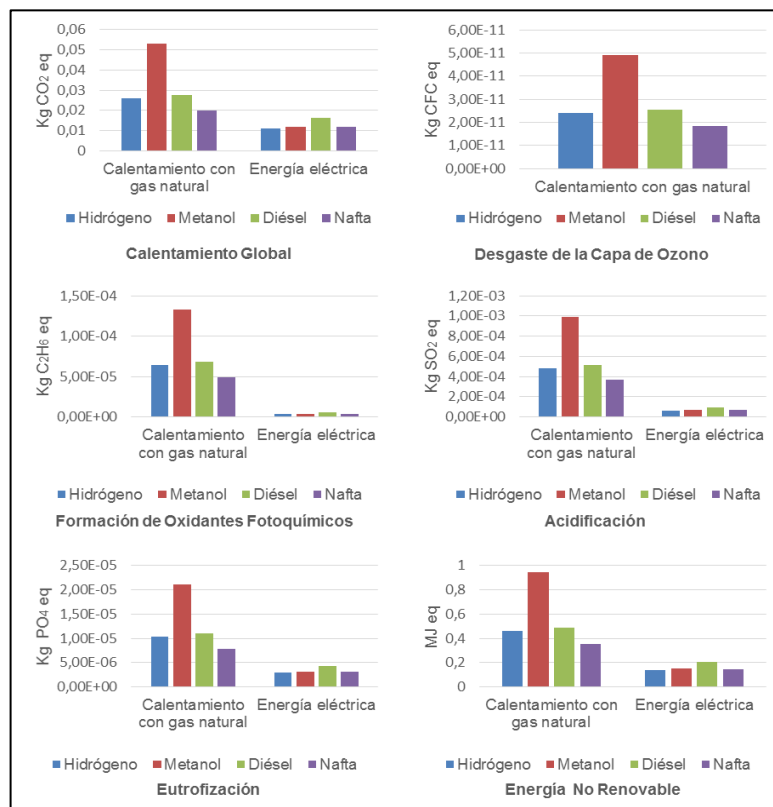 Kg CO2 eq
0,06
0,05
0,04
0,03
0,02
0,01
0
Calentamiento con gas natural
Energía eléctrica
Hidrógeno Metanol Diésel Nafta
Calentamiento Global
Kg CFC eq
6,00E-11
5,00E-11
4,00E-11
3,00E-11
2,00E-11
1,00E-11
0,00E+00
Calentamiento con gas natural
Hidrógeno Metanol Diésel Nafta
Desgaste de la Capa de Ozono
Kg C2H6 eq
1,50E-04
1,00E-04
5,00E-05
0,00E+00
Calentamiento
con gas natural
Energía eléctrica
Hidrógeno Metanol Diésel Nafta
Formación de Oxidantes Fotoquímicos
Kg SO2 eq
1,20E-03
1,00E-03
8,00E-04
6,00E-04
4,00E-04
2,00E-04
0,00E+00
Calentamiento
con gas natural
Energía eléctrica
Hidrógeno Metanol Diésel Nafta
Acidificación
Kg PO4 eq
2,50E-05
2,00E-05
1,50E-05
1,00E-05
5,00E-06
0,00E+00
Calentamiento
con gas natural
Energía eléctrica
Hidrógeno Metanol Diésel Nafta
Eutrofización
MJ eq
1
0,8
0,6
0,4
0,2
0
Calentamiento con
gas natural
Energía eléctrica
Hidrógeno Metanol Diésel Nafta
Energía No Renovable